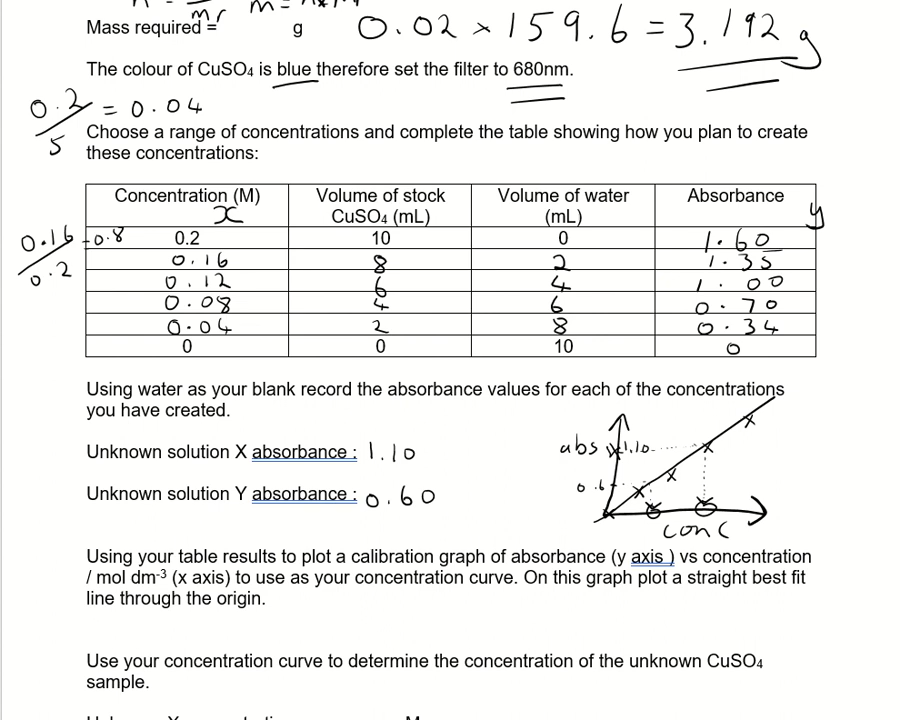 mr
Mass required = g 0.02 × 159.6 = 3.192 g
The colour of CuSO₄ is blue therefore set the filter to 680nm.
0.2/5 = 0.04
Choose a range of concentrations and complete the table showing how you plan to create
these concentrations:
Concentration (M) x Volume of stock CuSO₄ (mL) Volume of water (mL) Absorbance y
0.16/0.2 = 0.8
0.2 10 0 1.60
0.16 8 2 1.35
0.12 6 4 1.00
0.08 4 6 0.70
0.04 2 8 0.34
0 0 10 0
Using water as your blank record the absorbance values for each of the concentrations
you have created.
Unknown solution X absorbance : 1.10
Unknown solution Y absorbance : 0.60
abs 1.10
0.6
conc
Using your table results to plot a calibration graph of absorbance (y axis ) vs concentration
/ mol dm⁻³ (x axis) to use as your concentration curve. On this graph plot a straight best fit
line through the origin.
Use your concentration curve to determine the concentration of the unknown CuSO₄
sample.